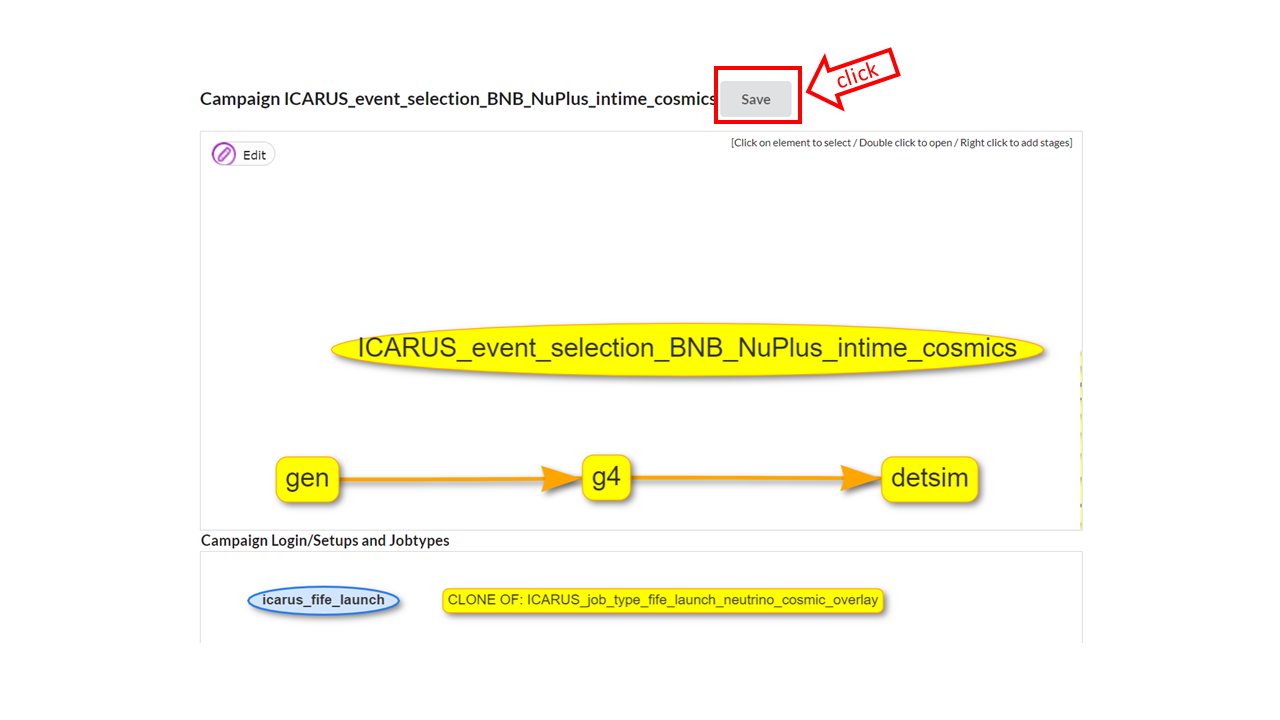 click
Campaign ICARUS_event_selection_BNB_NuPlus_intime_cosmics Save
[Click on element to select / Double click to open / Right click to add stages]
Edit
ICARUS_event_selection_BNB_NuPlus_intime_cosmics
gen g4 detsim
Campaign Login/Setups and Jobtypes
icarus_fife_launch CLONE OF: ICARUS_job_type_fife_launch_neutrino_cosmic_overlay